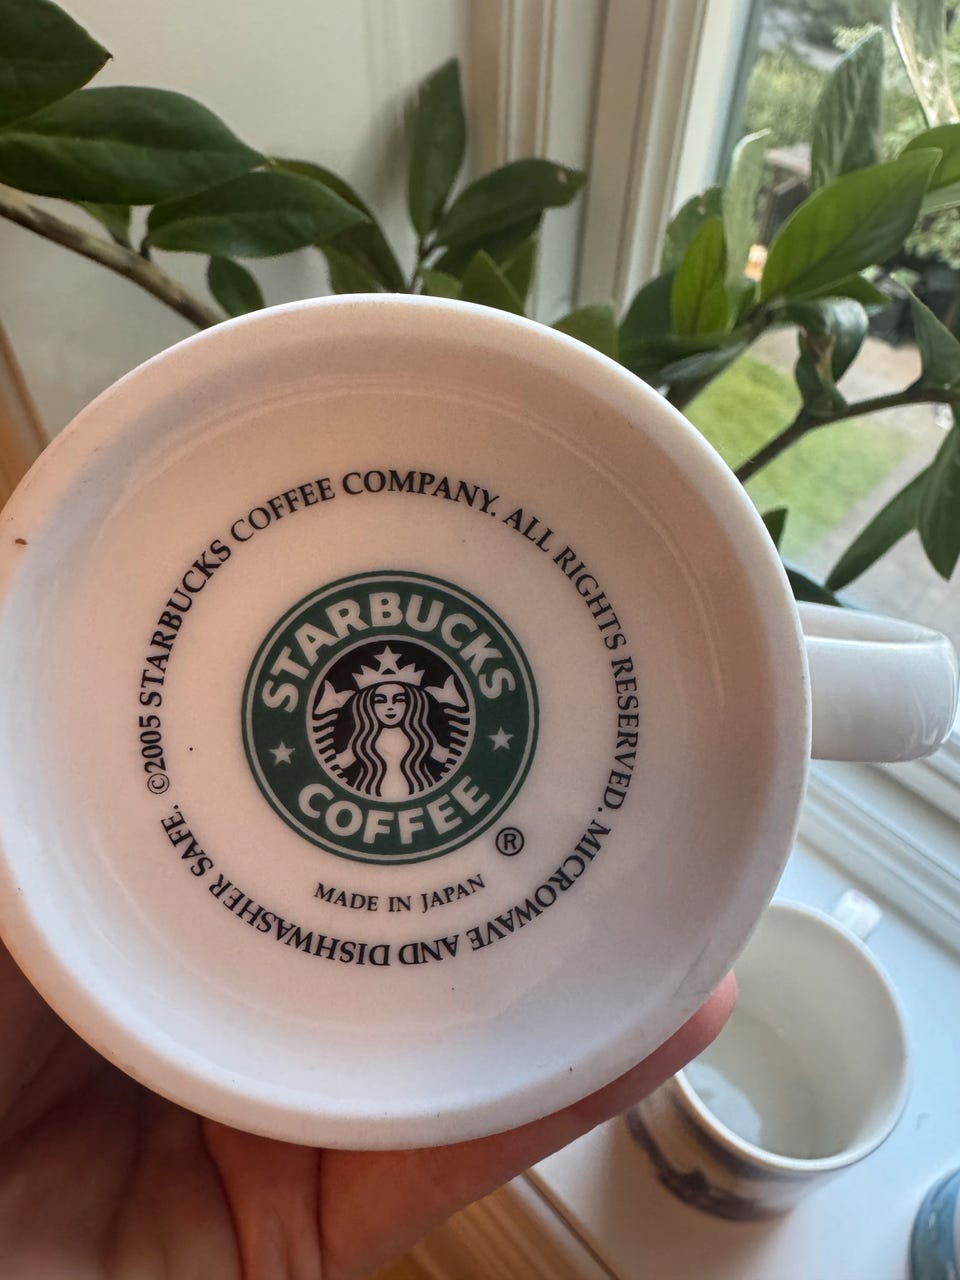 ©2005 STARBUCKS COFFEE COMPANY. ALL RIGHTS RESERVED. MICROWAVE AND DISHWASHER SAFE.
STARBUCKS
COFFEE
®
MADE IN JAPAN